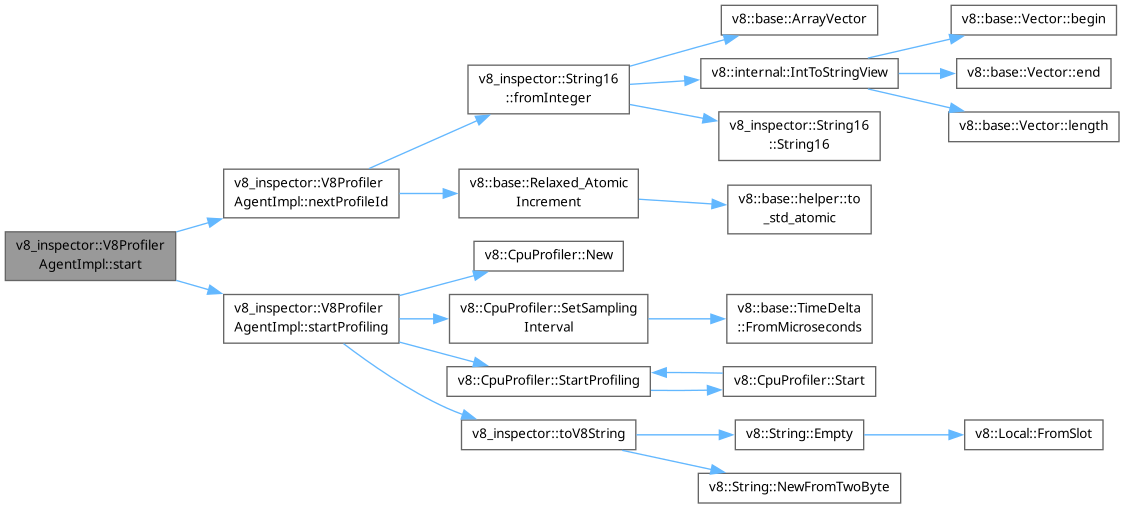 v8_inspector::V8Profiler
AgentImpl::start
v8_inspector::V8Profiler
AgentImpl::nextProfileId
v8_inspector::String16
::fromInteger
v8::base::ArrayVector
v8::internal::IntToStringView
v8::base::Vector::begin
v8::base::Vector::end
v8::base::Vector::length
v8_inspector::String16
::String16
v8::base::Relaxed_Atomic
Increment
v8::base::helper::to
_std_atomic
v8_inspector::V8Profiler
AgentImpl::startProfiling
v8::CpuProfiler::New
v8::CpuProfiler::SetSampling
Interval
v8::base::TimeDelta
::FromMicroseconds
v8::CpuProfiler::StartProfiling
v8::CpuProfiler::Start
v8_inspector::toV8String
v8::String::Empty
v8::Local::FromSlot
v8::String::NewFromTwoByte